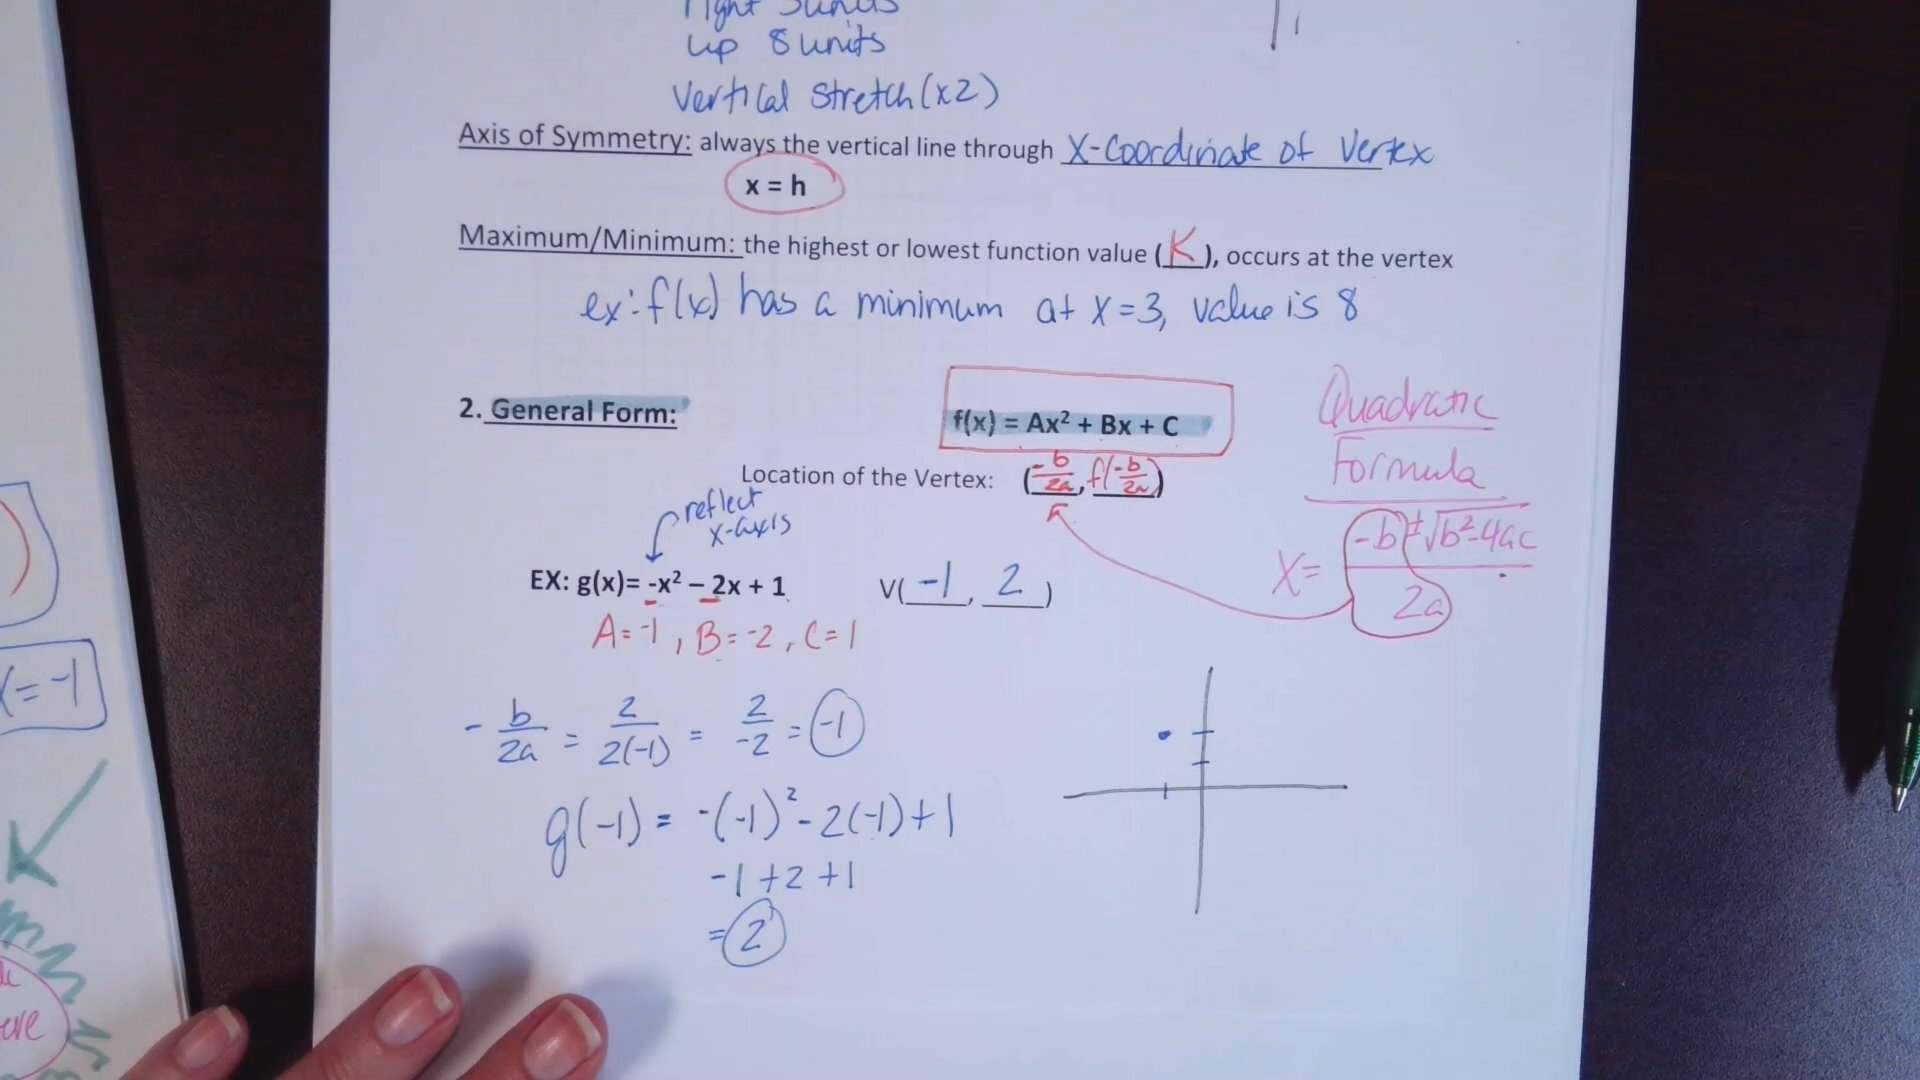 right 3 units
up 8 units
Vertical stretch (x2)
Axis of Symmetry: always the vertical line through X-Coordinate of Vertex
x = h
Maximum/Minimum: the highest or lowest function value (K), occurs at the vertex
ex: f(x) has a minimum at x=3, value is 8
2. General Form:
f(x) = Ax² + Bx + C
Quadratic
Formula
Location of the Vertex: (-b/2a, f(-b/2a))
reflect
x-axis
x = -b±√b²-4ac / 2a
EX: g(x)= -x² – 2x + 1 V(-1, 2)
A=-1, B=-2, C=1
x=-1
-b/2a = 2/2(-1) = 2/-2 = -1
g(-1) = -(-1)² - 2(-1)+1
-1+2+1
=2